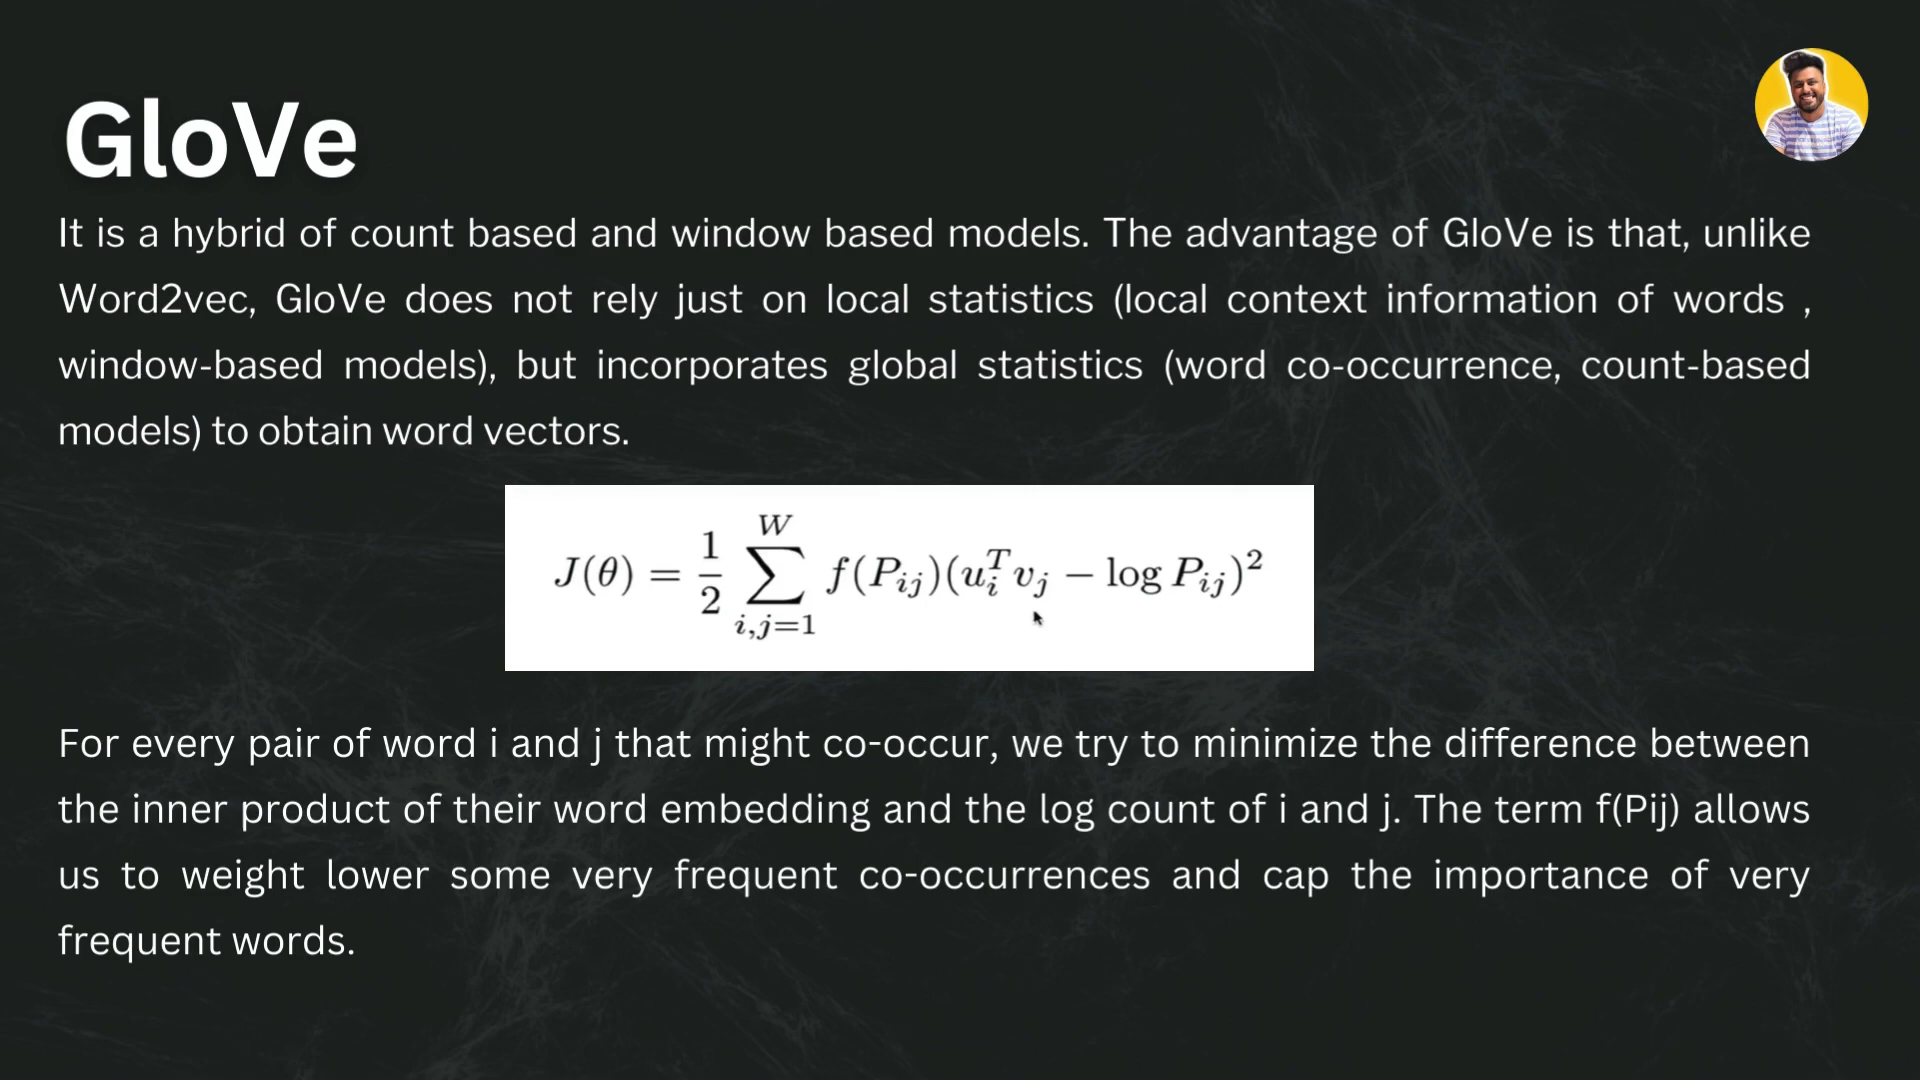 GloVe
It is a hybrid of count based and window based models. The advantage of GloVe is that, unlike
Word2vec, GloVe does not rely just on local statistics (local context information of words ,
window-based models), but incorporates global statistics (word co-occurrence, count-based
models) to obtain word vectors.
J(θ) = 1/2 ∑_{i,j=1}^{W} f(P_{ij})(u_i^T v_j − log P_{ij})^2
For every pair of word i and j that might co-occur, we try to minimize the difference between
the inner product of their word embedding and the log count of i and j. The term f(Pij) allows
us to weight lower some very frequent co-occurrences and cap the importance of very
frequent words.